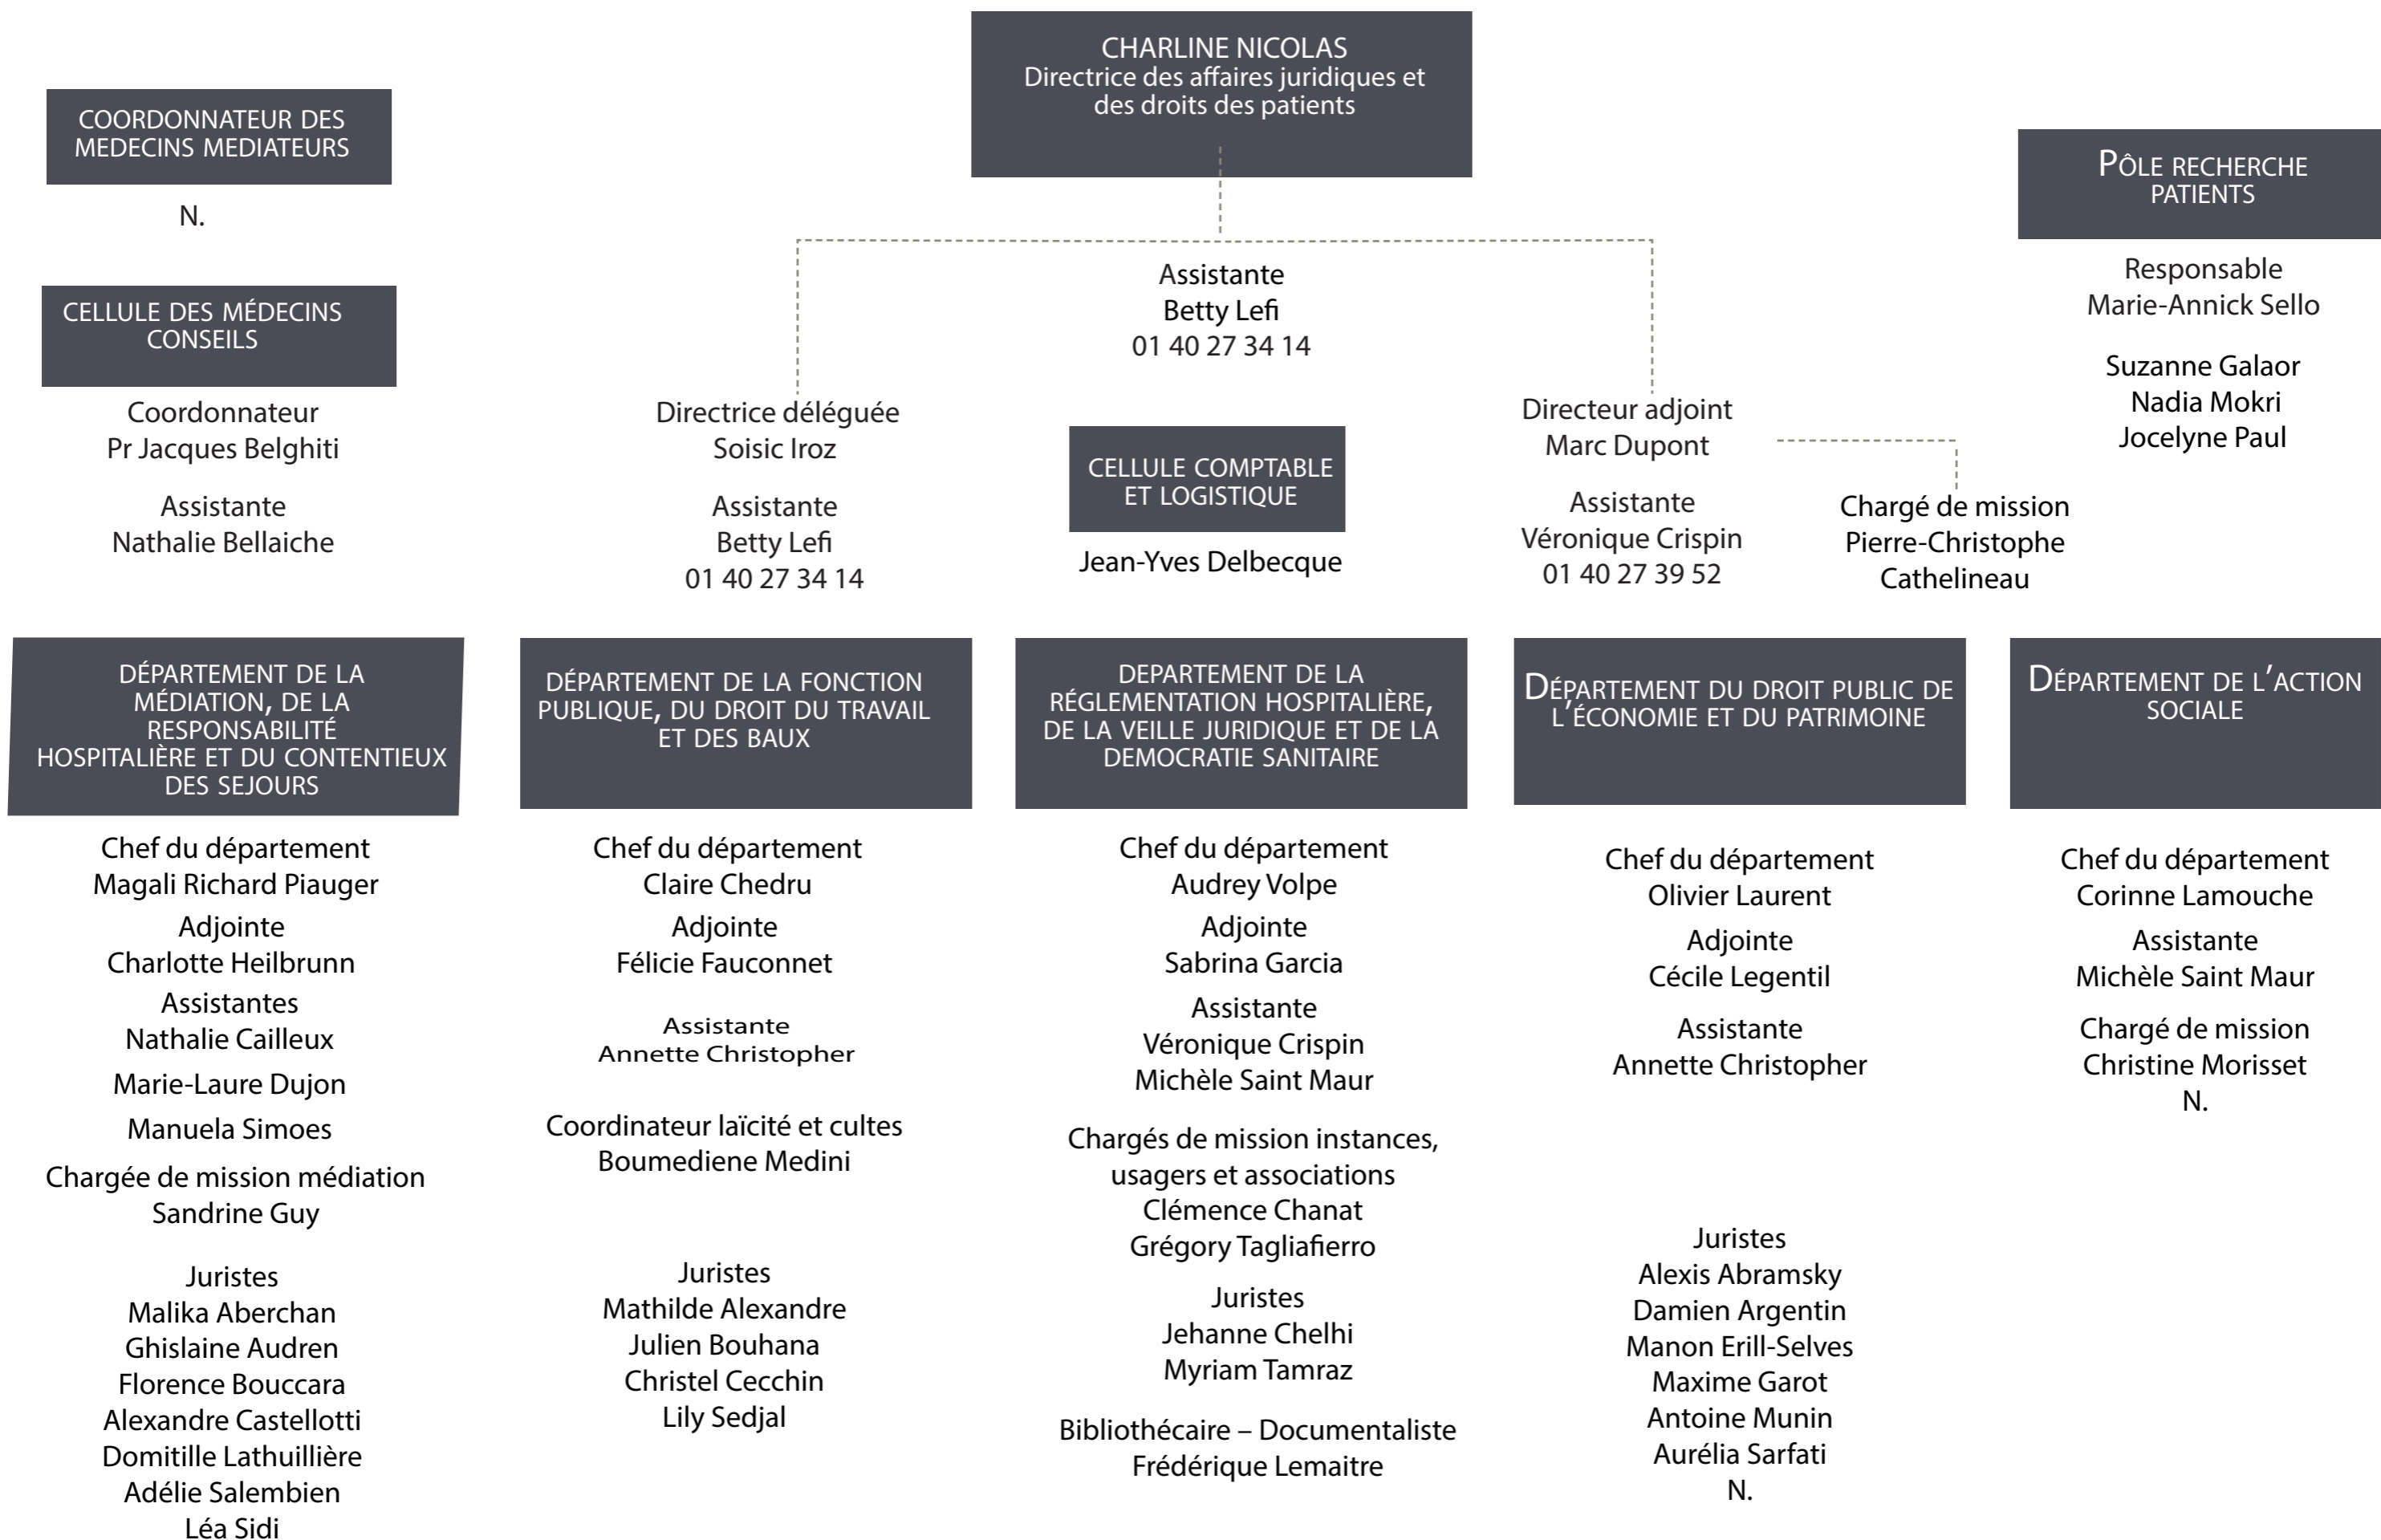 CHARLINE NICOLAS
Directrice des affaires juridiques et
des droits des patients
COORDONNATEUR DES
MEDECINS MEDIATEURS
N.
CELLULE DES MÉDECINS
CONSEILS
Coordonnateur
Pr Jacques Belghiti
Assistante
Nathalie Bellaiche
Directrice déléguée
Soisic Iroz
Assistante
Betty Lefi
01 40 27 34 14
Assistante
Betty Lefi
01 40 27 34 14
CELLULE COMPTABLE
ET LOGISTIQUE
Jean-Yves Delbecque
Directeur adjoint
Marc Dupont
Assistante
Véronique Crispin
01 40 27 39 52
Chargé de mission
Pierre-Christophe
Cathelineau
PÔLE RECHERCHE
PATIENTS
Responsable
Marie-Annick Sello
Suzanne Galaor
Nadia Mokri
Jocelyne Paul
DÉPARTEMENT DE LA
MÉDIATION, DE LA
RESPONSABILITÉ
HOSPITALIÈRE ET DU CONTENTIEUX
DES SEJOURS
Chef du département
Magali Richard Piauger
Adjointe
Charlotte Heilbrunn
Assistantes
Nathalie Cailleux
Marie-Laure Dujon
Manuela Simoes
Chargée de mission médiation
Sandrine Guy
Juristes
Malika Aberchan
Ghislaine Audren
Florence Bouccara
Alexandre Castellotti
Domitille Lathuillière
Adélie Salembien
Léa Sidi
DÉPARTEMENT DE LA FONCTION
PUBLIQUE, DU DROIT DU TRAVAIL
ET DES BAUX
Chef du département
Claire Chedru
Adjointe
Félicie Fauconnet
Assistante
Annette Christopher
Coordinateur laïcité et cultes
Boumediene Medini
Juristes
Mathilde Alexandre
Julien Bouhana
Christel Cecchin
Lily Sedjal
DEPARTEMENT DE LA
RÉGLEMENTATION HOSPITALIÈRE,
DE LA VEILLE JURIDIQUE ET DE LA
DEMOCRATIE SANITAIRE
Chef du département
Audrey Volpe
Adjointe
Sabrina Garcia
Assistante
Véronique Crispin
Michèle Saint Maur
Chargés de mission instances,
usagers et associations
Clémence Chanat
Grégory Tagliafierro
Juristes
Jehanne Chelhi
Myriam Tamraz
Bibliothécaire – Documentaliste
Frédérique Lemaitre
DÉPARTEMENT DU DROIT PUBLIC DE
L'ÉCONOMIE ET DU PATRIMOINE
Chef du département
Olivier Laurent
Adjointe
Cécile Legentil
Assistante
Annette Christopher
Juristes
Alexis Abramsky
Damien Argentin
Manon Erill-Selves
Maxime Garot
Antoine Munin
Aurélia Sarfati
N.
DÉPARTEMENT DE L'ACTION
SOCIALE
Chef du département
Corinne Lamouche
Assistante
Michèle Saint Maur
Chargé de mission
Christine Morisset
N.